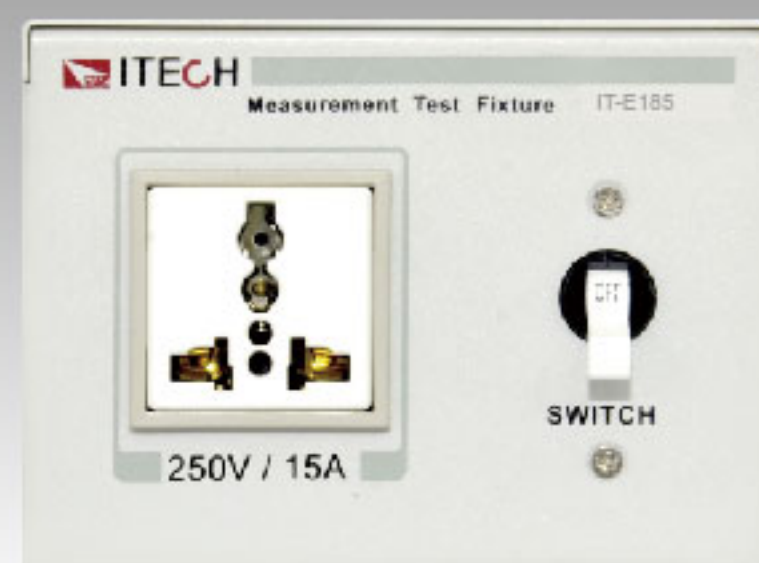 ITECH
Measurement Test Fixture IT-E185
OFF
SWITCH
250V / 15A